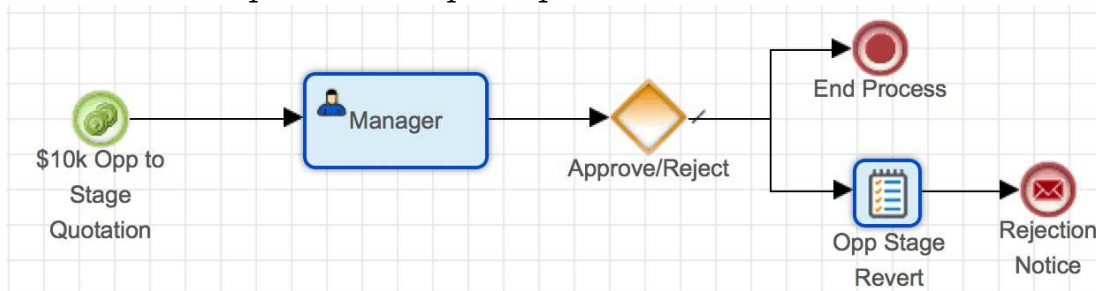 $10k Opp to
Stage
Quotation
Manager
Approve/Reject
End Process
Opp Stage
Revert
Rejection
Notice